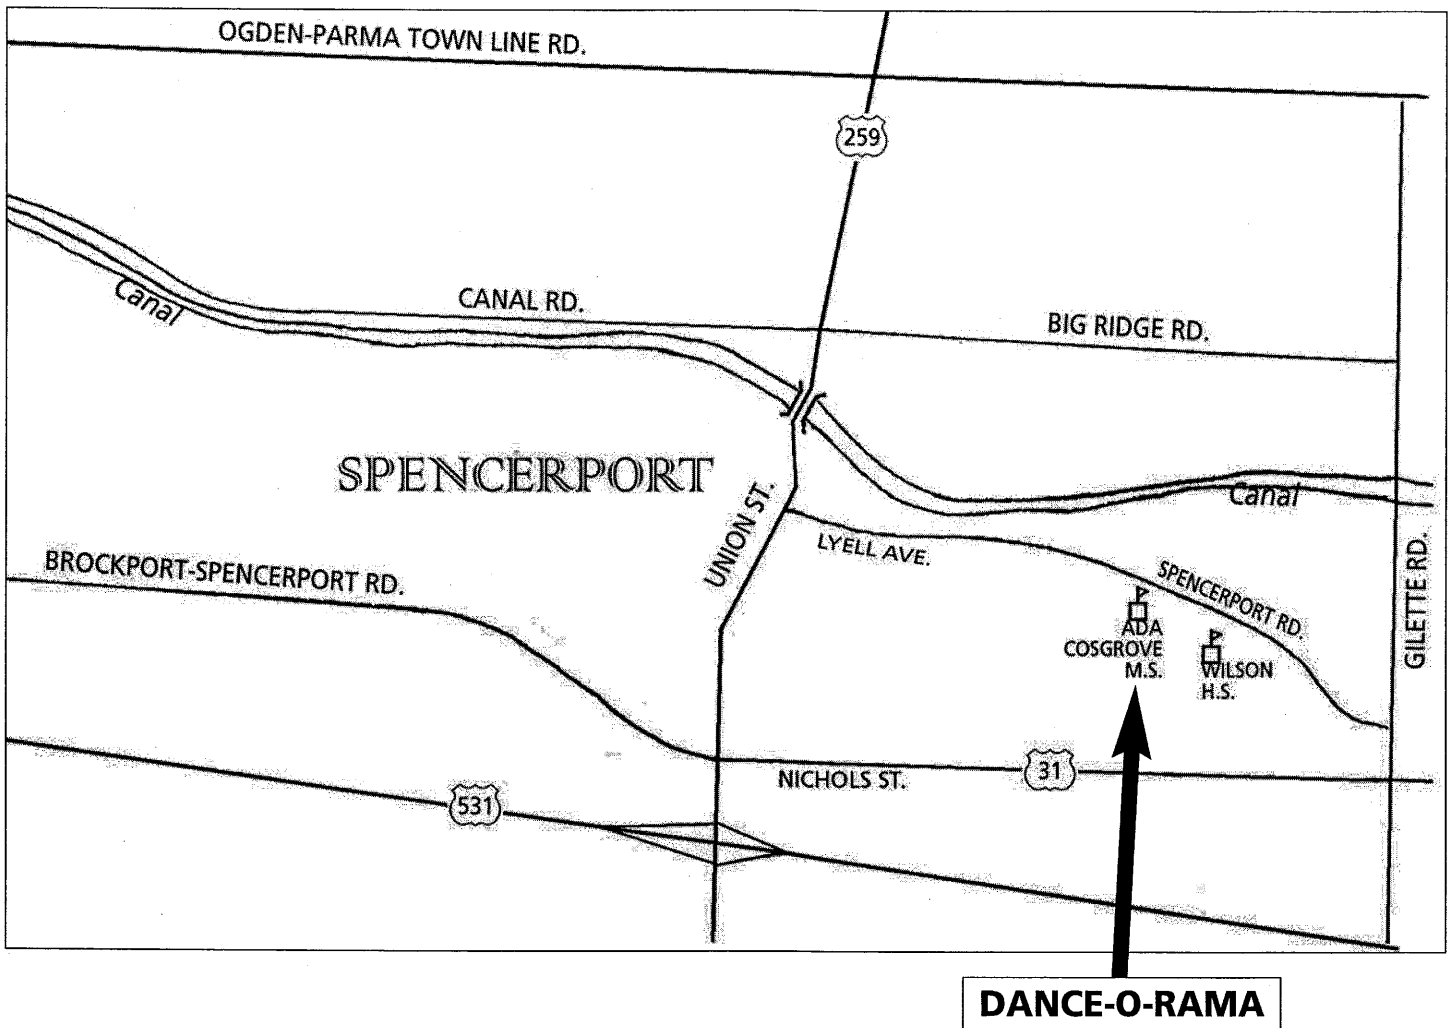 OGDEN-PARMA TOWN LINE RD.
259
Canal
CANAL RD.
BIG RIDGE RD.
SPENCERPORT
Canal
UNION ST.
LYELL AVE.
SPENCERPORT RD.
GILETTE RD.
BROCKPORT-SPENCERPORT RD.
ADA
COSGROVE
M.S.
WILSON
H.S.
31
NICHOLS ST.
531
DANCE-O-RAMA